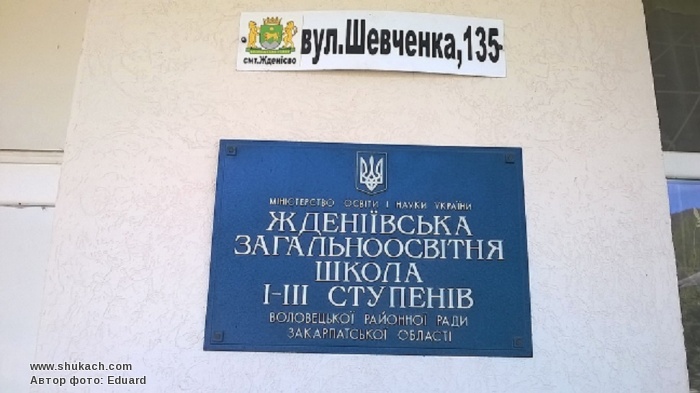 вул.Шевченка,135
смт.Жденієво
МІНІСТЕРСТВО ОСВІТИ І НАУКИ УКРАЇНИ
ЖДЕНІЇВСЬКА
ЗАГАЛЬНООСВІТНЯ
ШКОЛА
І-ІІІ СТУПЕНІВ
ВОЛОВЕЦЬКОЇ РАЙОННОЇ РАДИ
ЗАКАРПАТСЬКОЇ ОБЛАСТІ
www.shukach.com
Автор фото: Eduard